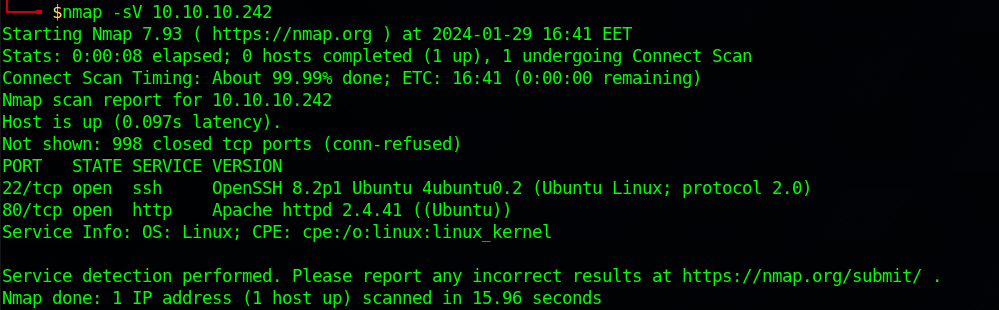 $nmap -sV 10.10.10.242
Starting Nmap 7.93 ( https://nmap.org ) at 2024-01-29 16:41 EET
Stats: 0:00:08 elapsed; 0 hosts completed (1 up), 1 undergoing Connect Scan
Connect Scan Timing: About 99.99% done; ETC: 16:41 (0:00:00 remaining)
Nmap scan report for 10.10.10.242
Host is up (0.097s latency).
Not shown: 998 closed tcp ports (conn-refused)
PORT   STATE SERVICE VERSION
22/tcp open  ssh     OpenSSH 8.2p1 Ubuntu 4ubuntu0.2 (Ubuntu Linux; protocol 2.0)
80/tcp open  http    Apache httpd 2.4.41 ((Ubuntu))
Service Info: OS: Linux; CPE: cpe:/o:linux:linux_kernel
Service detection performed. Please report any incorrect results at https://nmap.org/submit/ .
Nmap done: 1 IP address (1 host up) scanned in 15.96 seconds